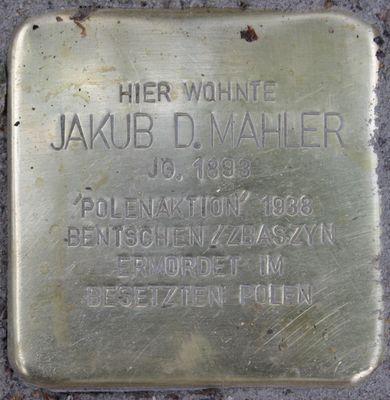 HIER WOHNTE
JAKUB D. MAHLER
JG. 1893
'POLENAKTION' 1938
BENTSCHEN/ZBASZYN
ERMORDET IM
BESETZTEN POLEN